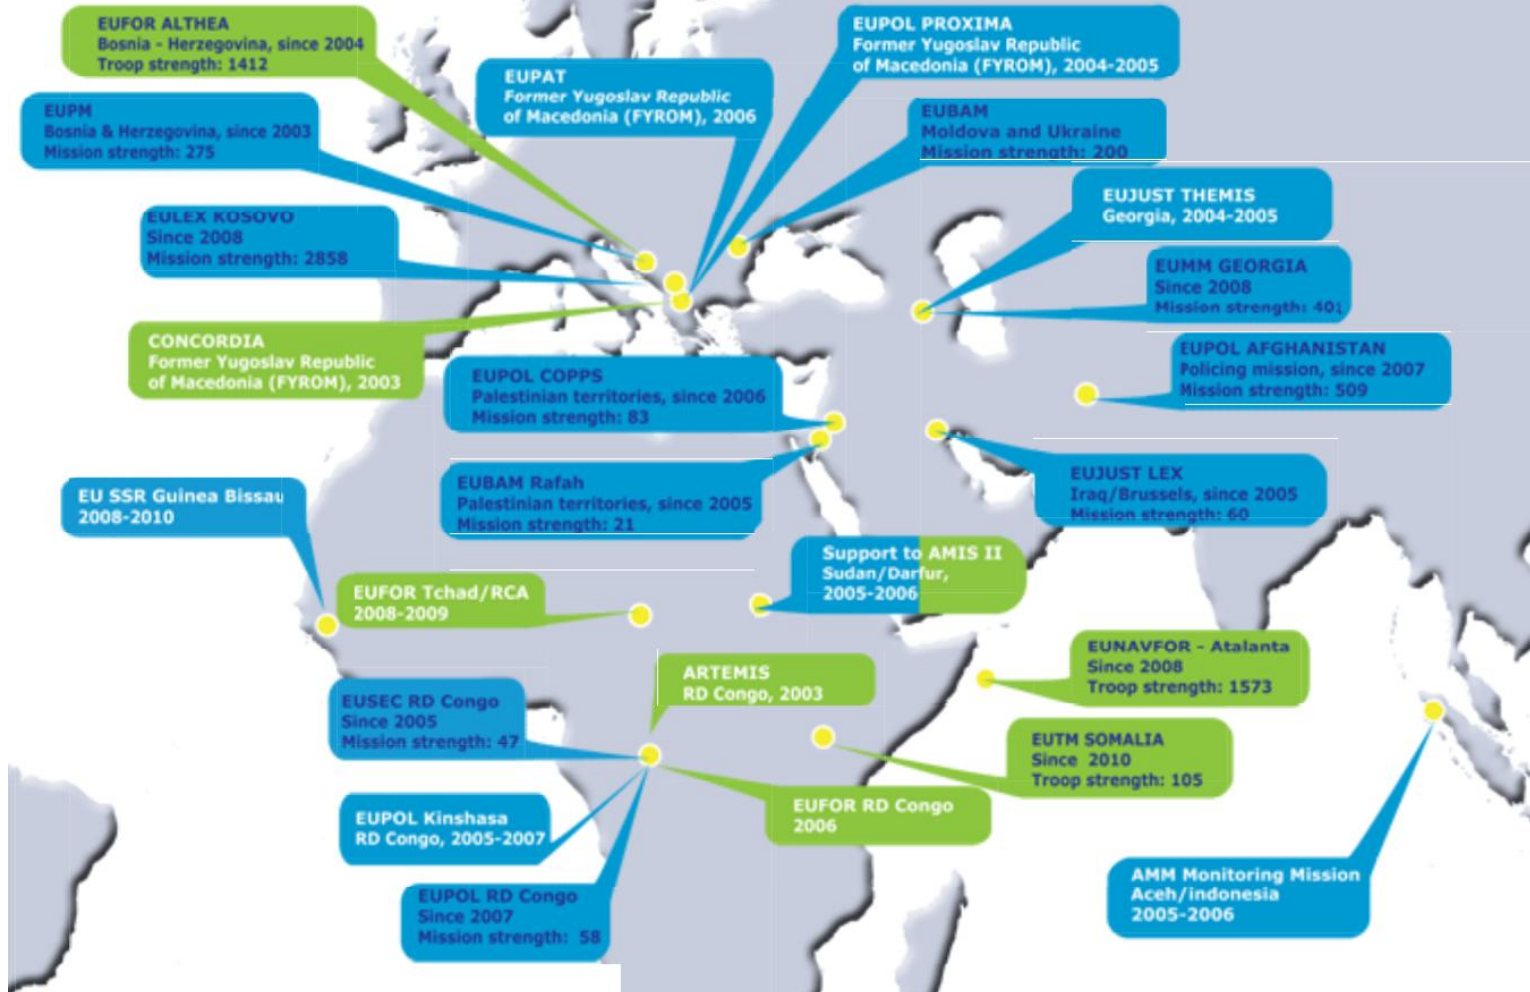 EUFOR ALTHEA
Bosnia - Herzegovina, since 2004
Troop strength: 1412
EUPOL PROXIMA
Former Yugoslav Republic
of Macedonia (FYROM), 2004-2005
EUPAT
Former Yugoslav Republic
of Macedonia (FYROM), 2006
EUPM
Bosnia & Herzegovina, since 2003
Mission strength: 275
EUBAM
Moldova and Ukraine
Mission strength: 200
EUJUST THEMIS
Georgia, 2004-2005
EULEX KOSOVO
Since 2008
Mission strength: 2858
EUMM GEORGIA
Since 2008
Mission strength: 401
CONCORDIA
Former Yugoslav Republic
of Macedonia (FYROM), 2003
EUPOL AFGHANISTAN
Policing mission, since 2007
Mission strength: 509
EUPOL COPPS
Palestinian territories, since 2006
Mission strength: 83
EUBAM Rafah
Palestinian territories, since 2005
Mission strength: 21
EUJUST LEX
Iraq/Brussels, since 2005
Mission strength: 60
EU SSR Guinea Bissau
2008-2010
Support to AMIS II
Sudan/Darfur,
2005-2006
EUFOR Tchad/RCA
2008-2009
EUNAVFOR - Atalanta
Since 2008
Troop strength: 1573
ARTEMIS
RD Congo, 2003
EUSEC RD Congo
Since 2005
Mission strength: 47
EUTM SOMALIA
Since 2010
Troop strength: 105
EUFOR RD Congo
2006
EUPOL Kinshasa
RD Congo, 2005-2007
EUPOL RD Congo
Since 2007
Mission strength: 58
AMM Monitoring Mission
Aceh/indonesia
2005-2006